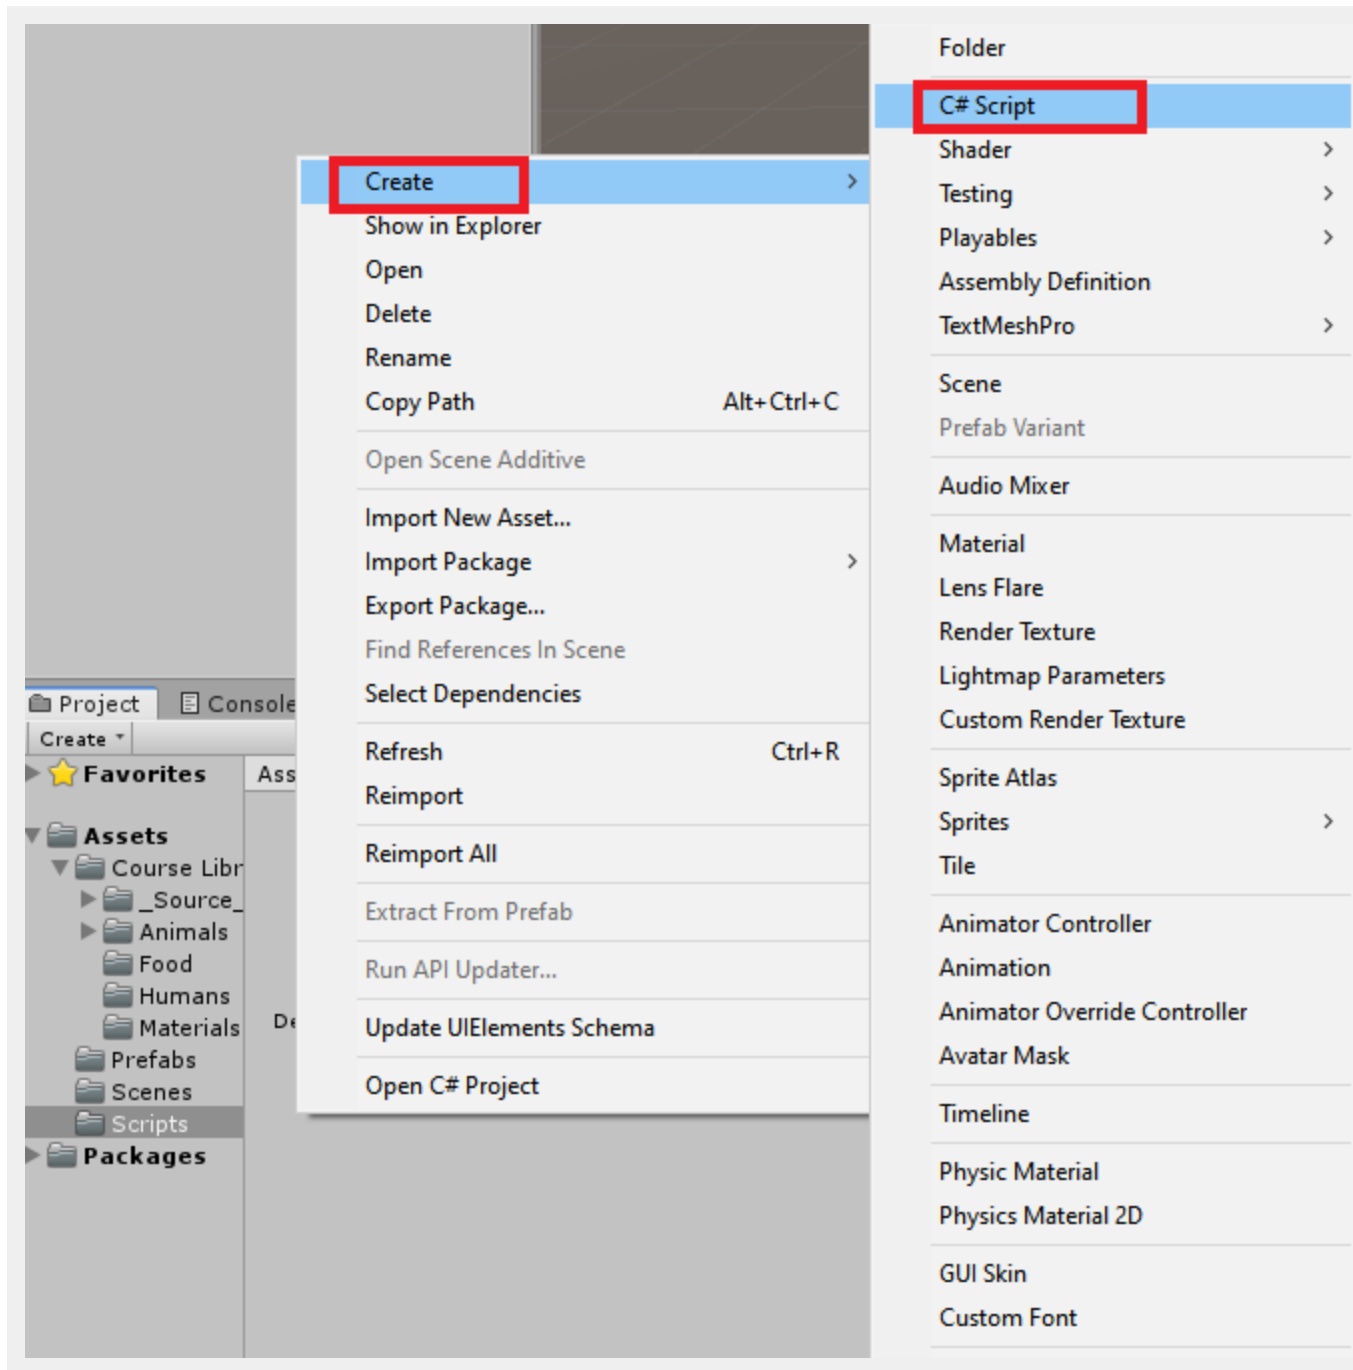 Create
Show in Explorer
Open
Delete
Rename
Copy Path Alt+Ctrl+C
Open Scene Additive
Import New Asset...
Import Package
Export Package...
Find References In Scene
Select Dependencies
Refresh Ctrl+R
Reimport
Reimport All
Extract From Prefab
Run API Updater...
Update UIElements Schema
Open C# Project
Folder
C# Script
Shader
Testing
Playables
Assembly Definition
TextMeshPro
Scene
Prefab Variant
Audio Mixer
Material
Lens Flare
Render Texture
Lightmap Parameters
Custom Render Texture
Sprite Atlas
Sprites
Tile
Animator Controller
Animation
Animator Override Controller
Avatar Mask
Timeline
Physic Material
Physics Material 2D
GUI Skin
Custom Font
Project Console
Create
Favorites
Ass
Assets
Course Libr
_Source_
Animals
Food
Humans
Materials
De
Prefabs
Scenes
Scripts
Packages